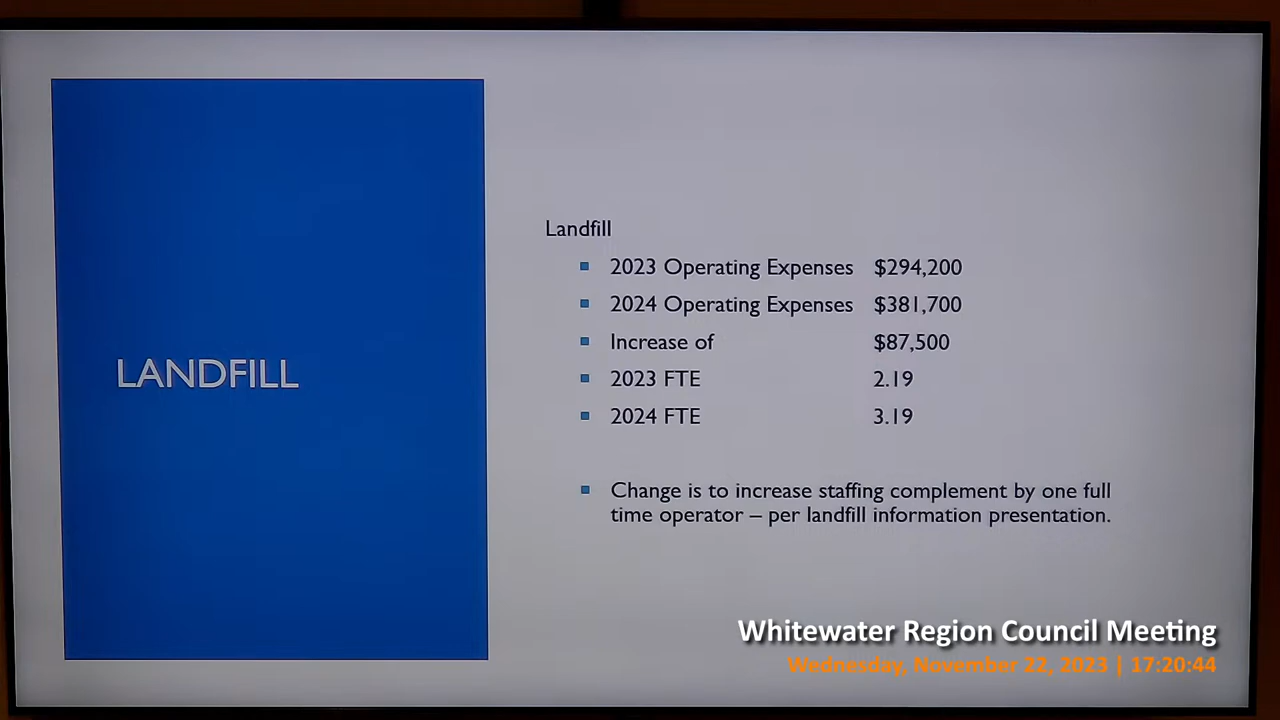 LANDFILL
Landfill
2023 Operating Expenses $294,200
2024 Operating Expenses $381,700
Increase of $87,500
2023 FTE 2.19
2024 FTE 3.19
Change is to increase staffing complement by one full
time operator – per landfill information presentation.
Whitewater Region Council Meeting
Wednesday, November 22, 2023 | 17:20:44